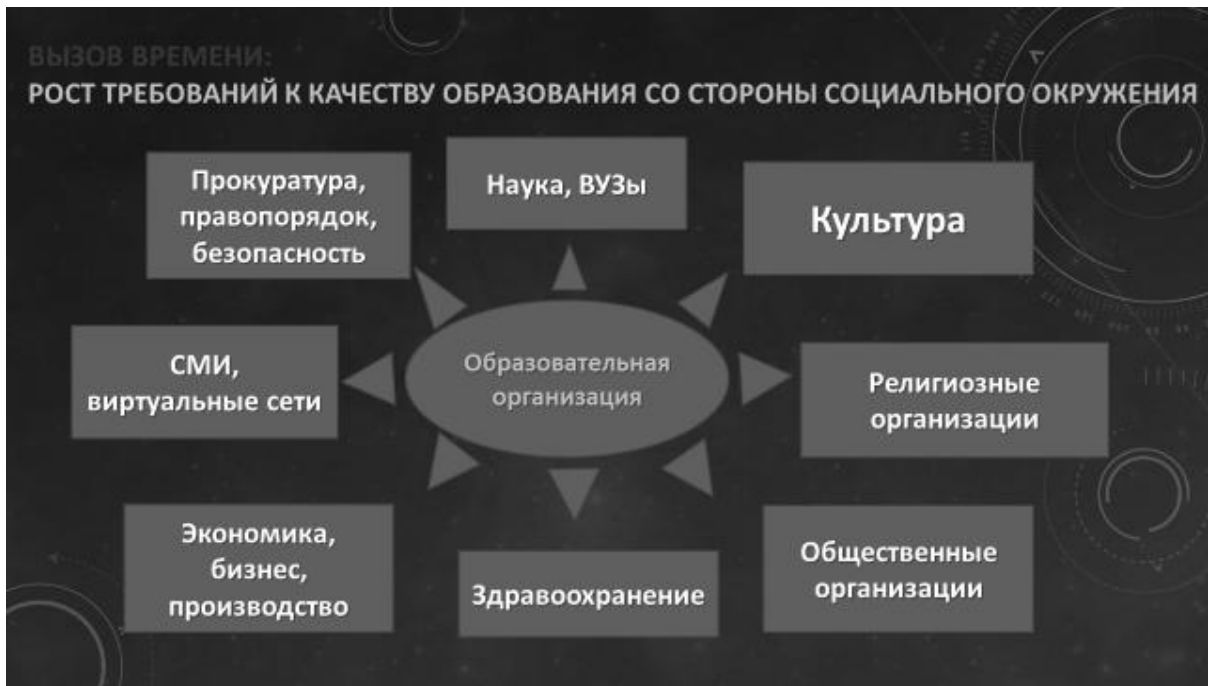 ВЫЗОВ ВРЕМЕНИ:
РОСТ ТРЕБОВАНИЙ К КАЧЕСТВУ ОБРАЗОВАНИЯ СО СТОРОНЫ СОЦИАЛЬНОГО ОКРУЖЕНИЯ
Прокуратура,
правопорядок,
безопасность
Наука, ВУЗы
Культура
СМИ,
виртуальные сети
Образовательная
организация
Религиозные
организации
Экономика,
бизнес,
производство
Здравоохранение
Общественные
организации